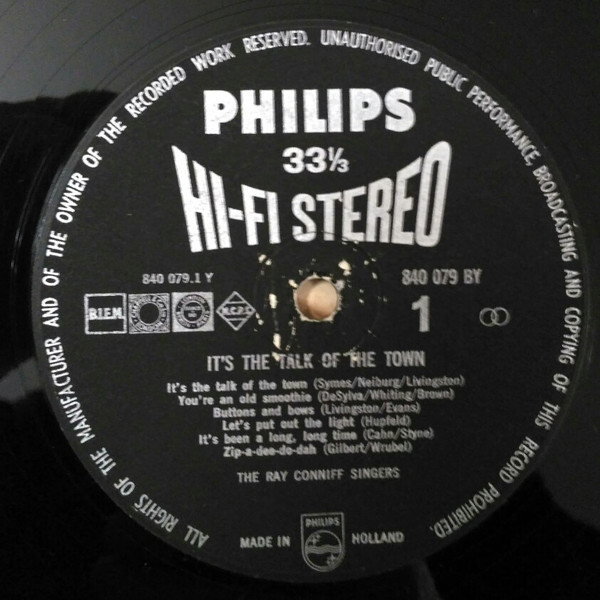 ALL RIGHTS OF THE MANUFACTURER AND OF THE OWNER OF THE RECORDED WORK RESERVED. UNAUTHORISED PUBLIC PERFORMANCE, BROADCASTING AND COPYING OF THIS RECORD PROHIBITED.
PHILIPS
33⅓
HI-FI STEREO
840 079.1 Y
840 079 BY
B.I.E.M.
M.C.P.S.
1
IT'S THE TALK OF THE TOWN
It's the talk of the town (Symes/Neiburg/Livingston)
You're an old smoothie (DeSylva/Whiting/Brown)
Buttons and bows (Livingston/Evans)
Let's put out the light (Hupfeld)
It's been a long, long time (Cahn/Styne)
Zip-a-dee-do-dah (Gilbert/Wrubel)
THE RAY CONNIFF SINGERS
MADE IN
PHILIPS
HOLLAND